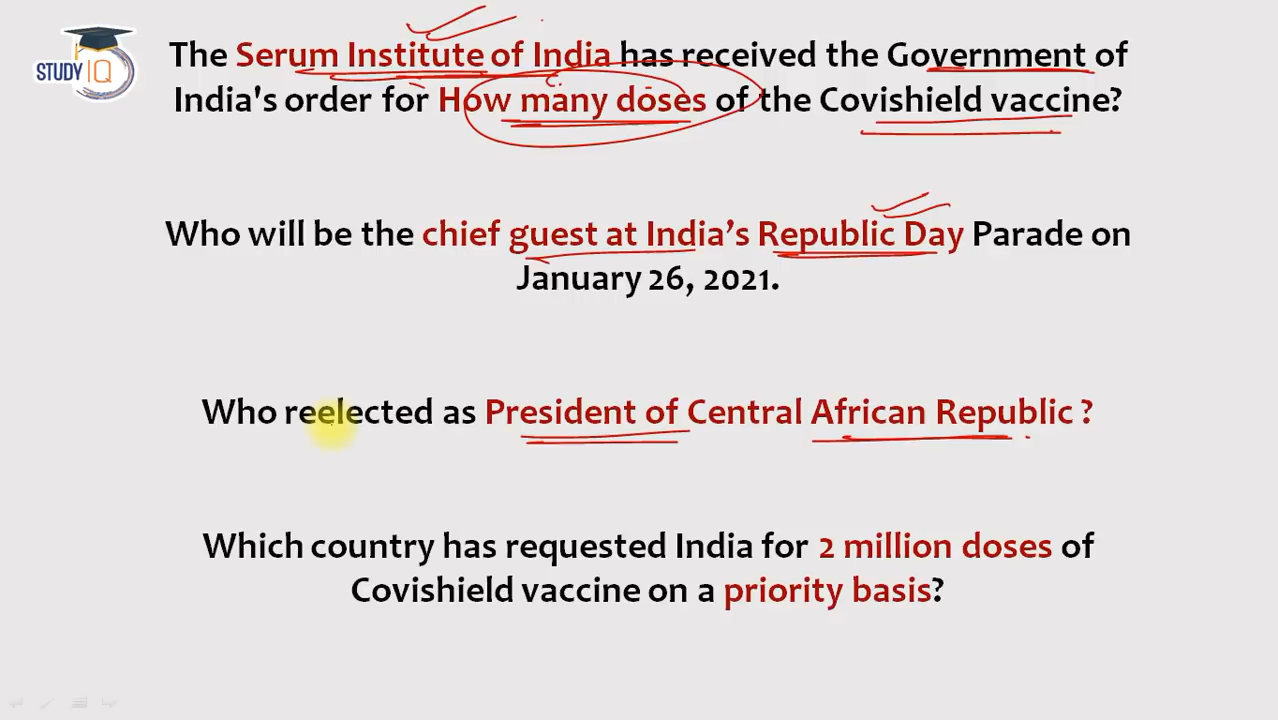 STUDY IQ
The Serum Institute of India has received the Government of
India's order for How many doses of the Covishield vaccine?
Who will be the chief guest at India’s Republic Day Parade on
January 26, 2021.
Who reelected as President of Central African Republic ?
Which country has requested India for 2 million doses of
Covishield vaccine on a priority basis?